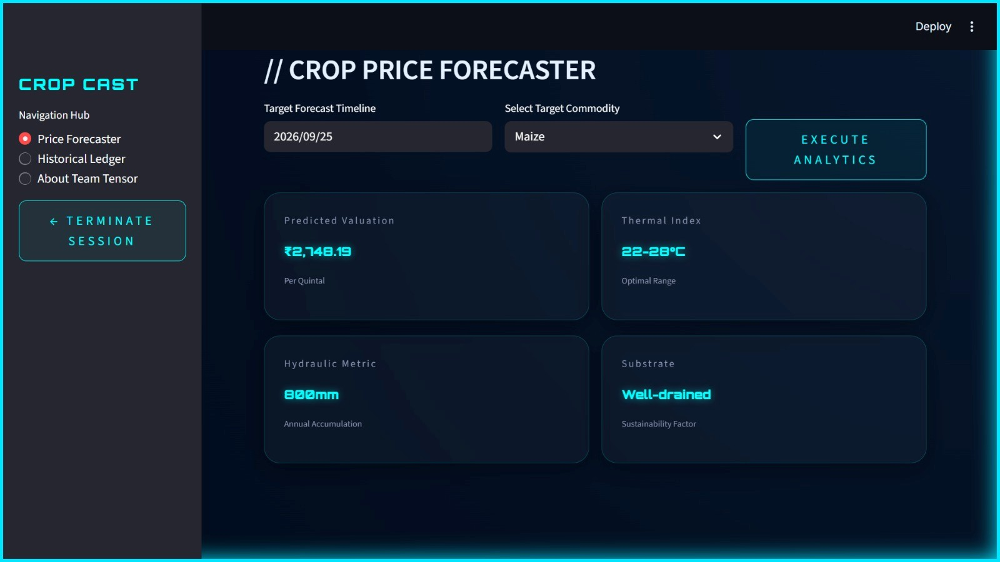 Deploy
CROP CAST
Navigation Hub
Price Forecaster
Historical Ledger
About Team Tensor
← TERMINATE
SESSION
// CROP PRICE FORECASTER
Target Forecast Timeline
2026/09/25
Select Target Commodity
Maize
EXECUTE
ANALYTICS
Predicted Valuation
₹2,748.19
Per Quintal
Thermal Index
22-28°C
Optimal Range
Hydraulic Metric
800mm
Annual Accumulation
Substrate
Well-drained
Sustainability Factor